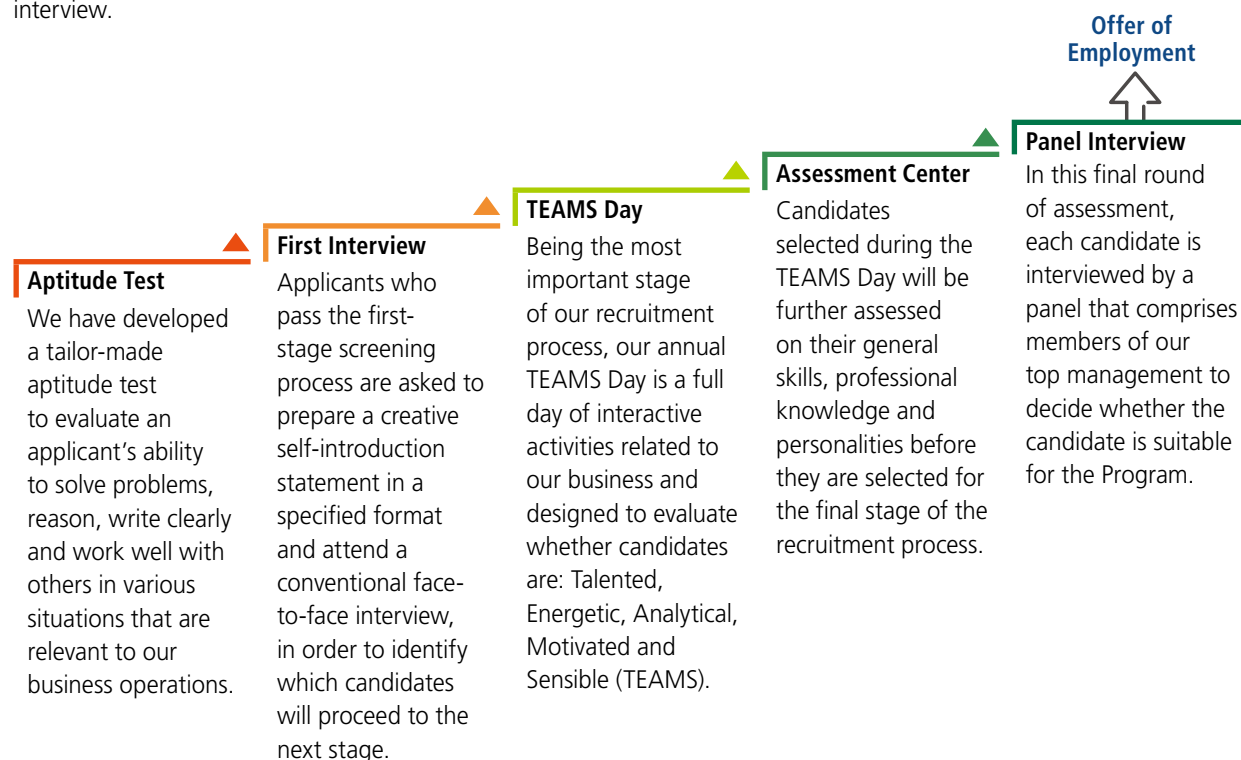 interview.
Offer of
Employment
Aptitude Test
We have developed
a tailor-made
aptitude test
to evaluate an
applicant’s ability
to solve problems,
reason, write clearly
and work well with
others in various
situations that are
relevant to our
business operations.
First Interview
Applicants who
pass the first-
stage screening
process are asked to
prepare a creative
self-introduction
statement in a
specified format
and attend a
conventional face-
to-face interview,
in order to identify
which candidates
will proceed to the
next stage.
TEAMS Day
Being the most
important stage
of our recruitment
process, our annual
TEAMS Day is a full
day of interactive
activities related to
our business and
designed to evaluate
whether candidates
are: Talented,
Energetic, Analytical,
Motivated and
Sensible (TEAMS).
Assessment Center
Candidates
selected during the
TEAMS Day will be
further assessed
on their general
skills, professional
knowledge and
personalities before
they are selected for
the final stage of the
recruitment process.
Panel Interview
In this final round
of assessment,
each candidate is
interviewed by a
panel that comprises
members of our
top management to
decide whether the
candidate is suitable
for the Program.